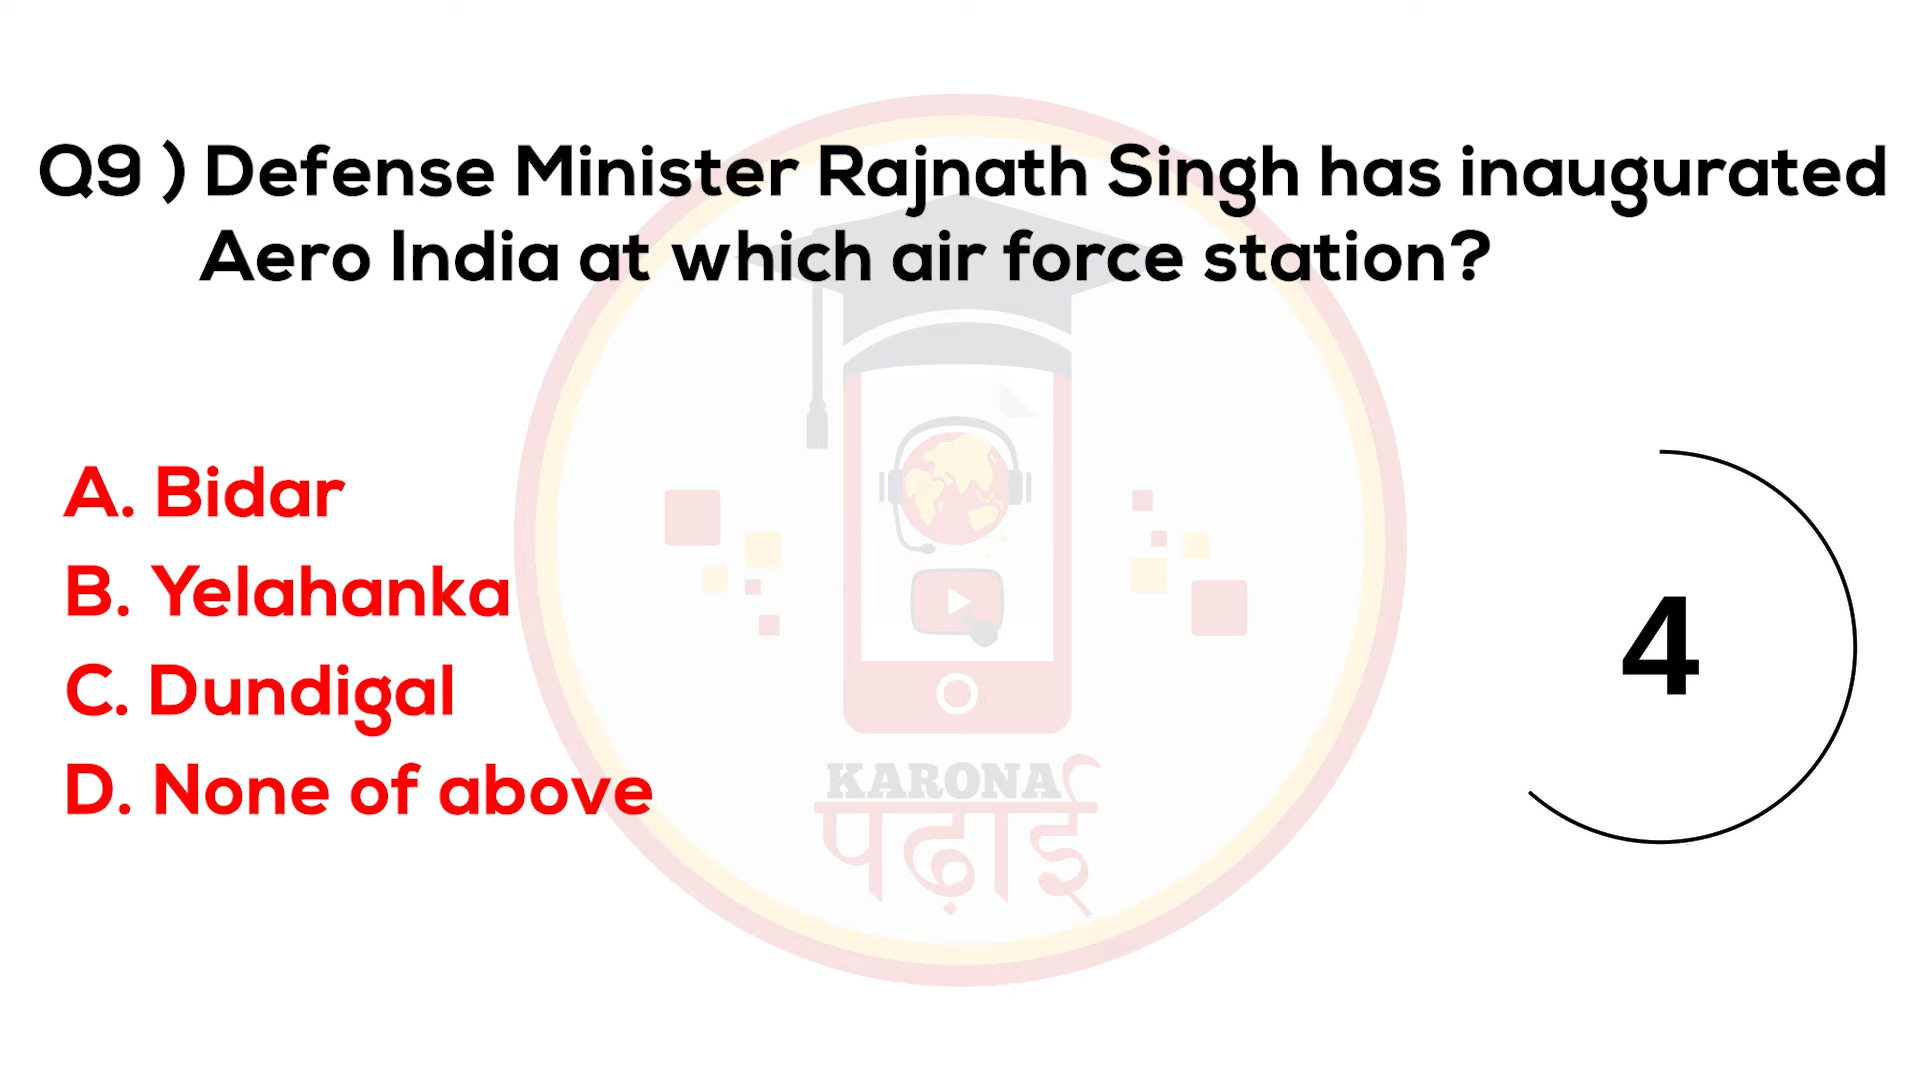 Q9 ) Defense Minister Rajnath Singh has inaugurated
Aero India at which air force station?
A. Bidar
B. Yelahanka
C. Dundigal
D. None of above
4
KARONA
पढ़ाई